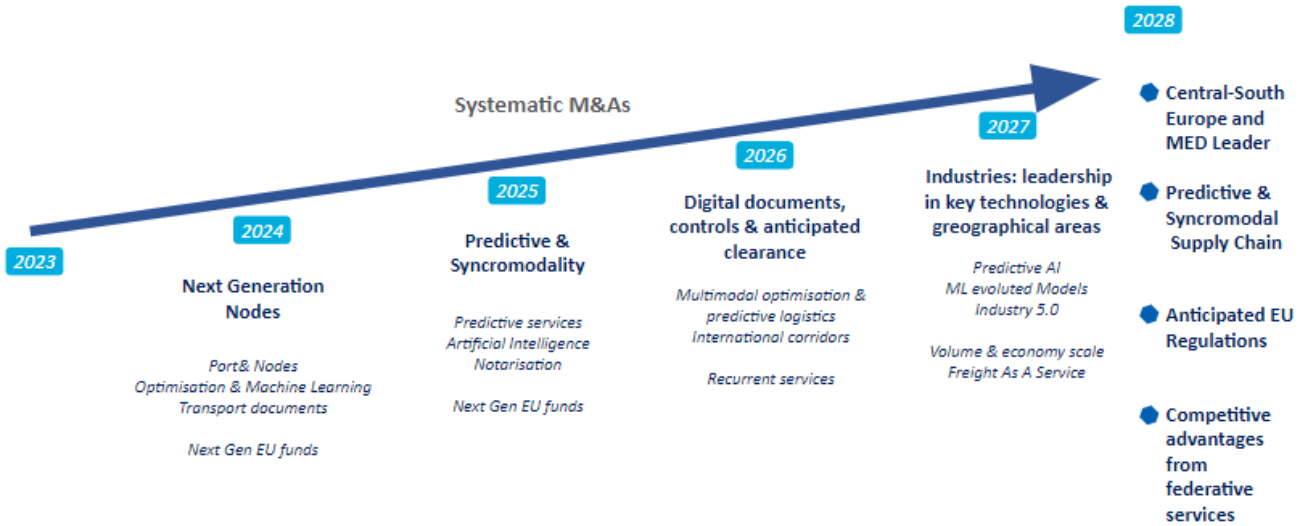 2028
Systematic M&As
2027
2026
2025
2024
2023
Next Generation
Nodes
Port& Nodes
Optimisation & Machine Learning
Transport documents
Next Gen EU funds
Predictive &
Syncromodality
Predictive services
Artificial Intelligence
Notarisation
Next Gen EU funds
Digital documents,
controls & anticipated
clearance
Multimodal optimisation &
predictive logistics
International corridors
Recurrent services
Industries: leadership
in key technologies &
greographical areas
Predictive AI
ML evoluted Models
Industry 5.0
Volume & economy scale
Freight As A Service
Central-South
Europe and
MED Leader
Predictive &
Syncromodal
Supply Chain
Anticipated EU
Regulations
Competitive
advantages
from
federative
services